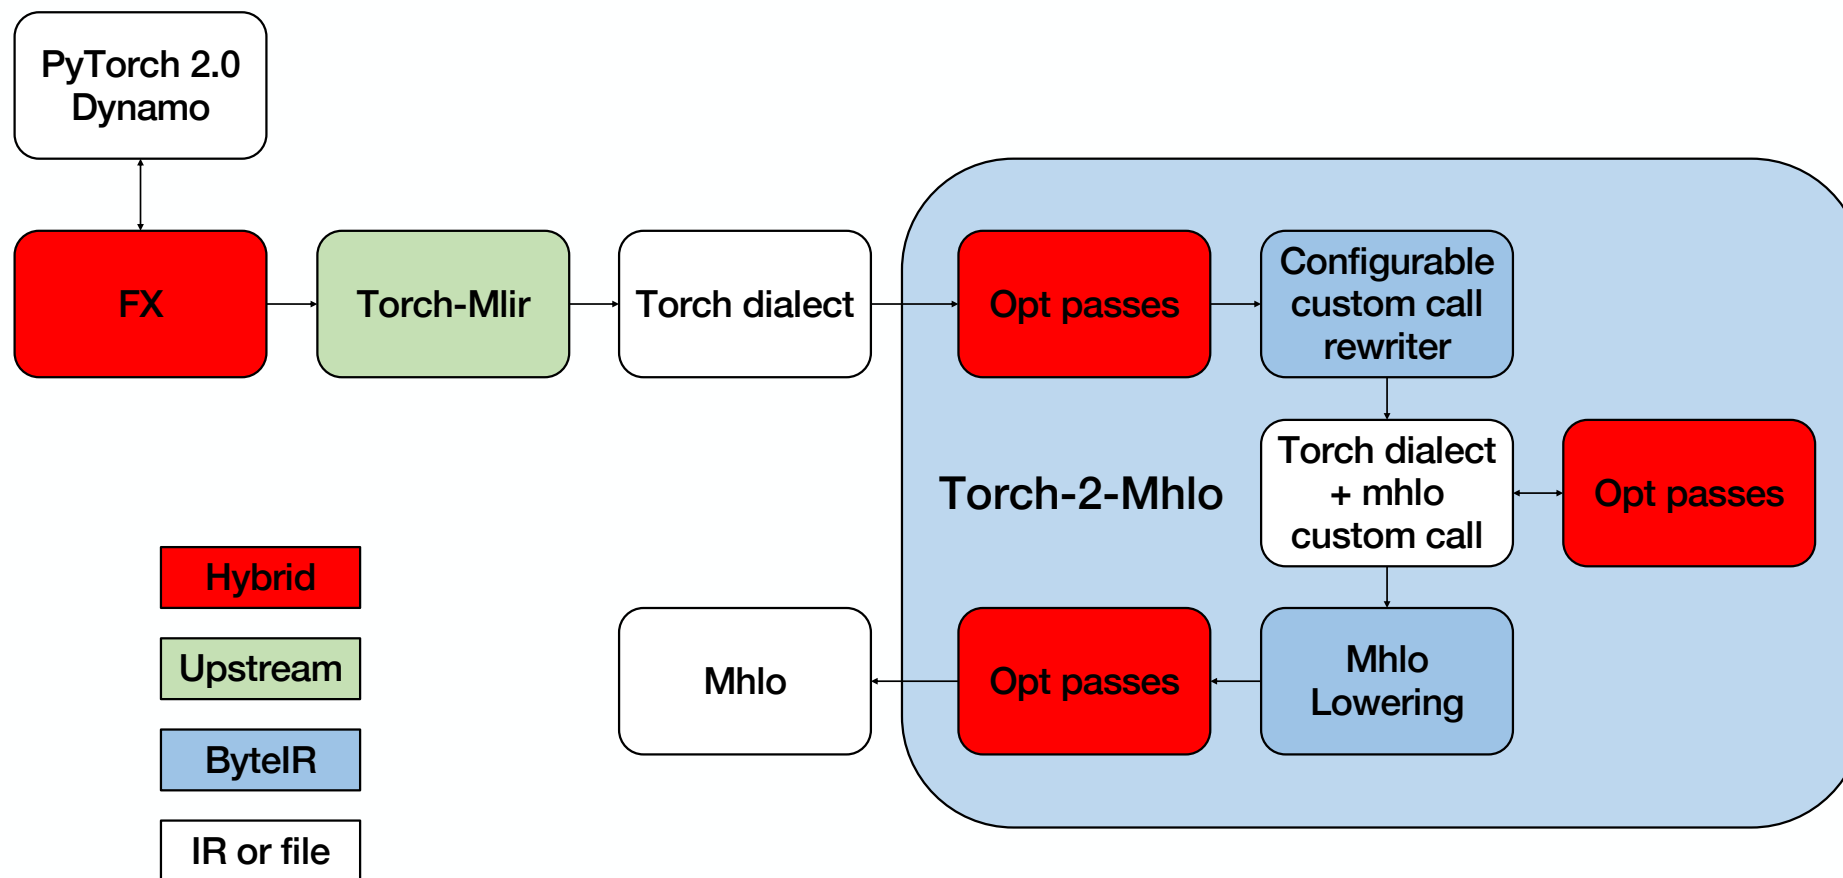 PyTorch 2.0
Dynamo
FX
Torch-Mlir
Torch dialect
Opt passes
Configurable
custom call
rewriter
Torch-2-Mhlo
Torch dialect
+ mhlo
custom call
Opt passes
Mhlo
Opt passes
Mhlo
Lowering
Hybrid
Upstream
ByteIR
IR or file